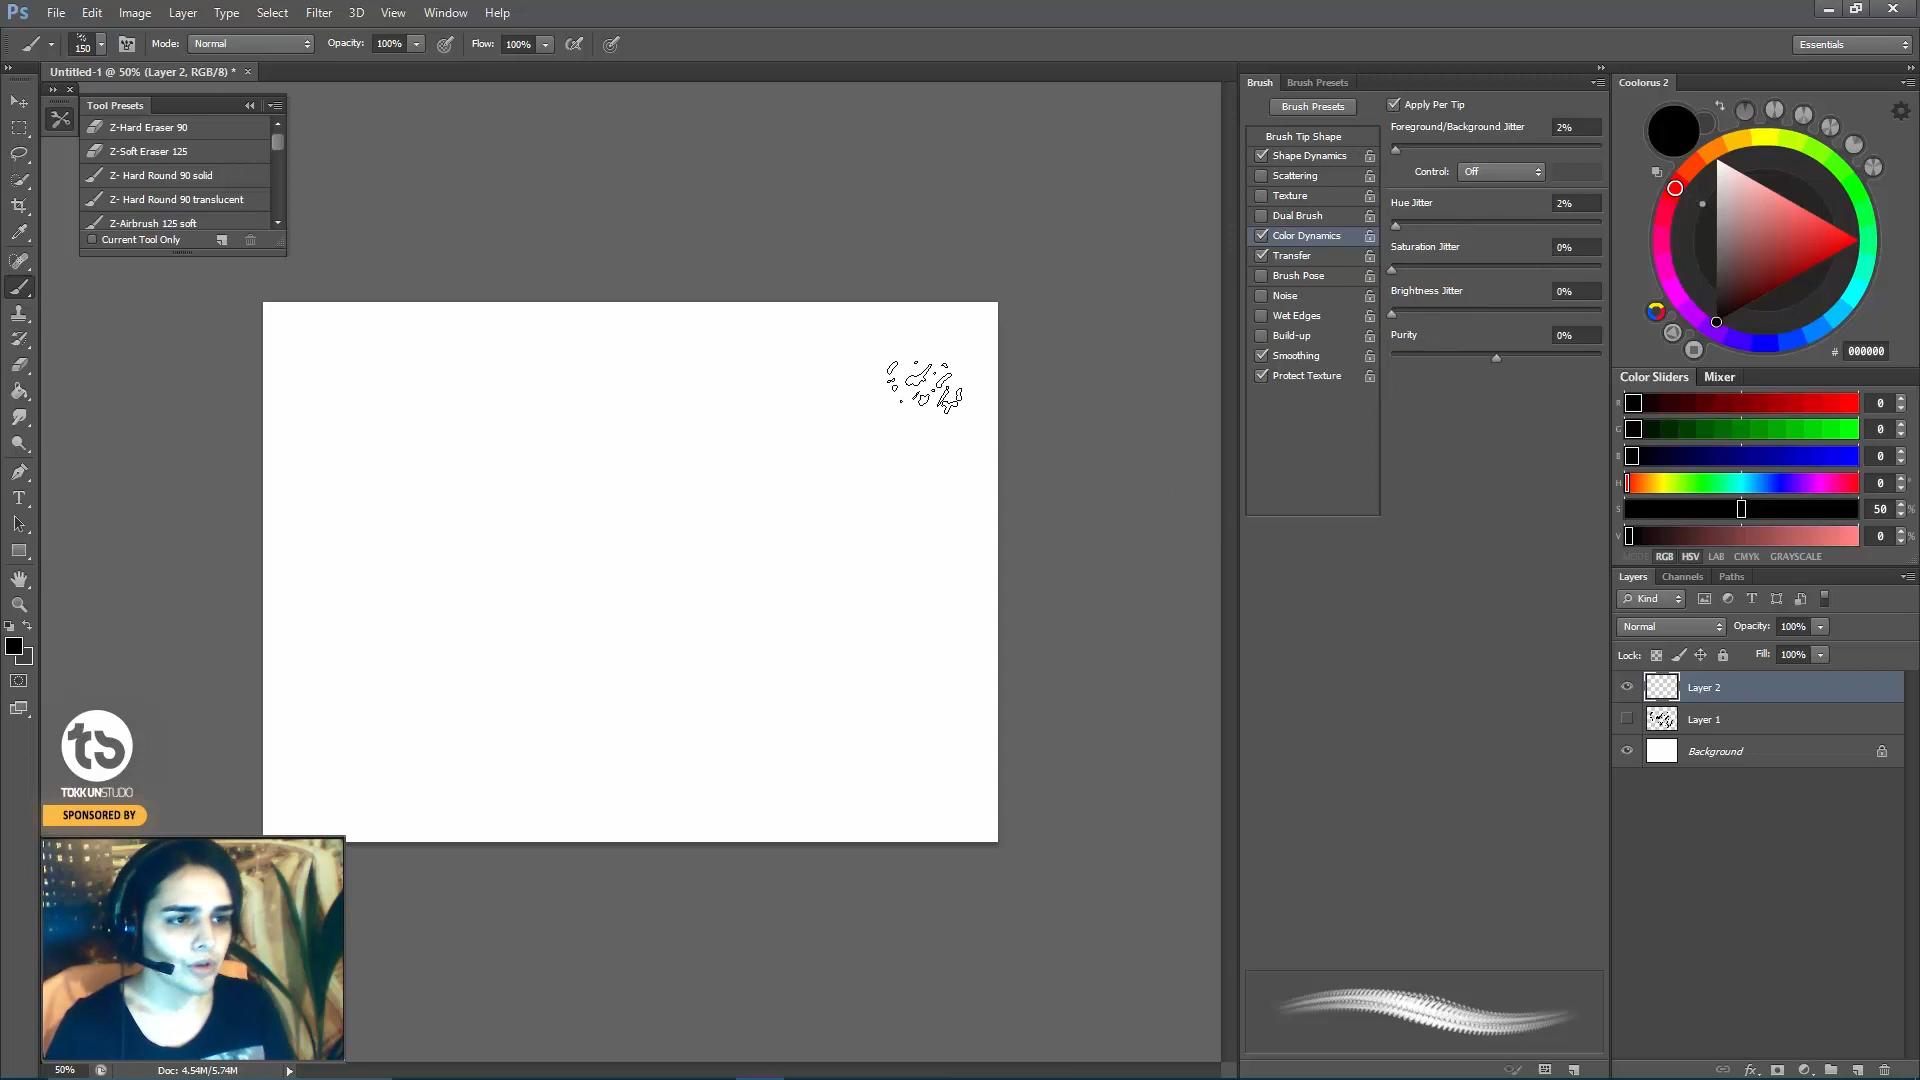 Ps File Edit Image Layer Type Select Filter 3D View Window Help
150 Mode: Normal Opacity: 100% Flow: 100% Essentials
Untitled-1 @ 50% (Layer 2, RGB/8) * ×
Tool Presets
Z-Hard Eraser 90
Z-Soft Eraser 125
Z- Hard Round 90 solid
Z- Hard Round 90 translucent
Z-Airbrush 125 soft
Current Tool Only
Brush Brush Presets
Brush Presets
Brush Tip Shape
Shape Dynamics
Scattering
Texture
Dual Brush
Color Dynamics
Transfer
Brush Pose
Noise
Wet Edges
Build-up
Smoothing
Protect Texture
Apply Per Tip
Foreground/Background Jitter 2%
Control: Off
Hue Jitter 2%
Saturation Jitter 0%
Brightness Jitter 0%
Purity 0%
Coolorus 2
# 000000
Color Sliders Mixer
R 0
G 0
B 0
H 0 °
S 50 %
V 0 %
MODE RGB HSV LAB CMYK GRAYSCALE
Layers Channels Paths
Kind
Normal Opacity: 100%
Lock: Fill: 100%
Layer 2
Layer 1
Background
ts
TOKKUNSTUDIO
SPONSORED BY
50% Doc: 4.54M/5.74M